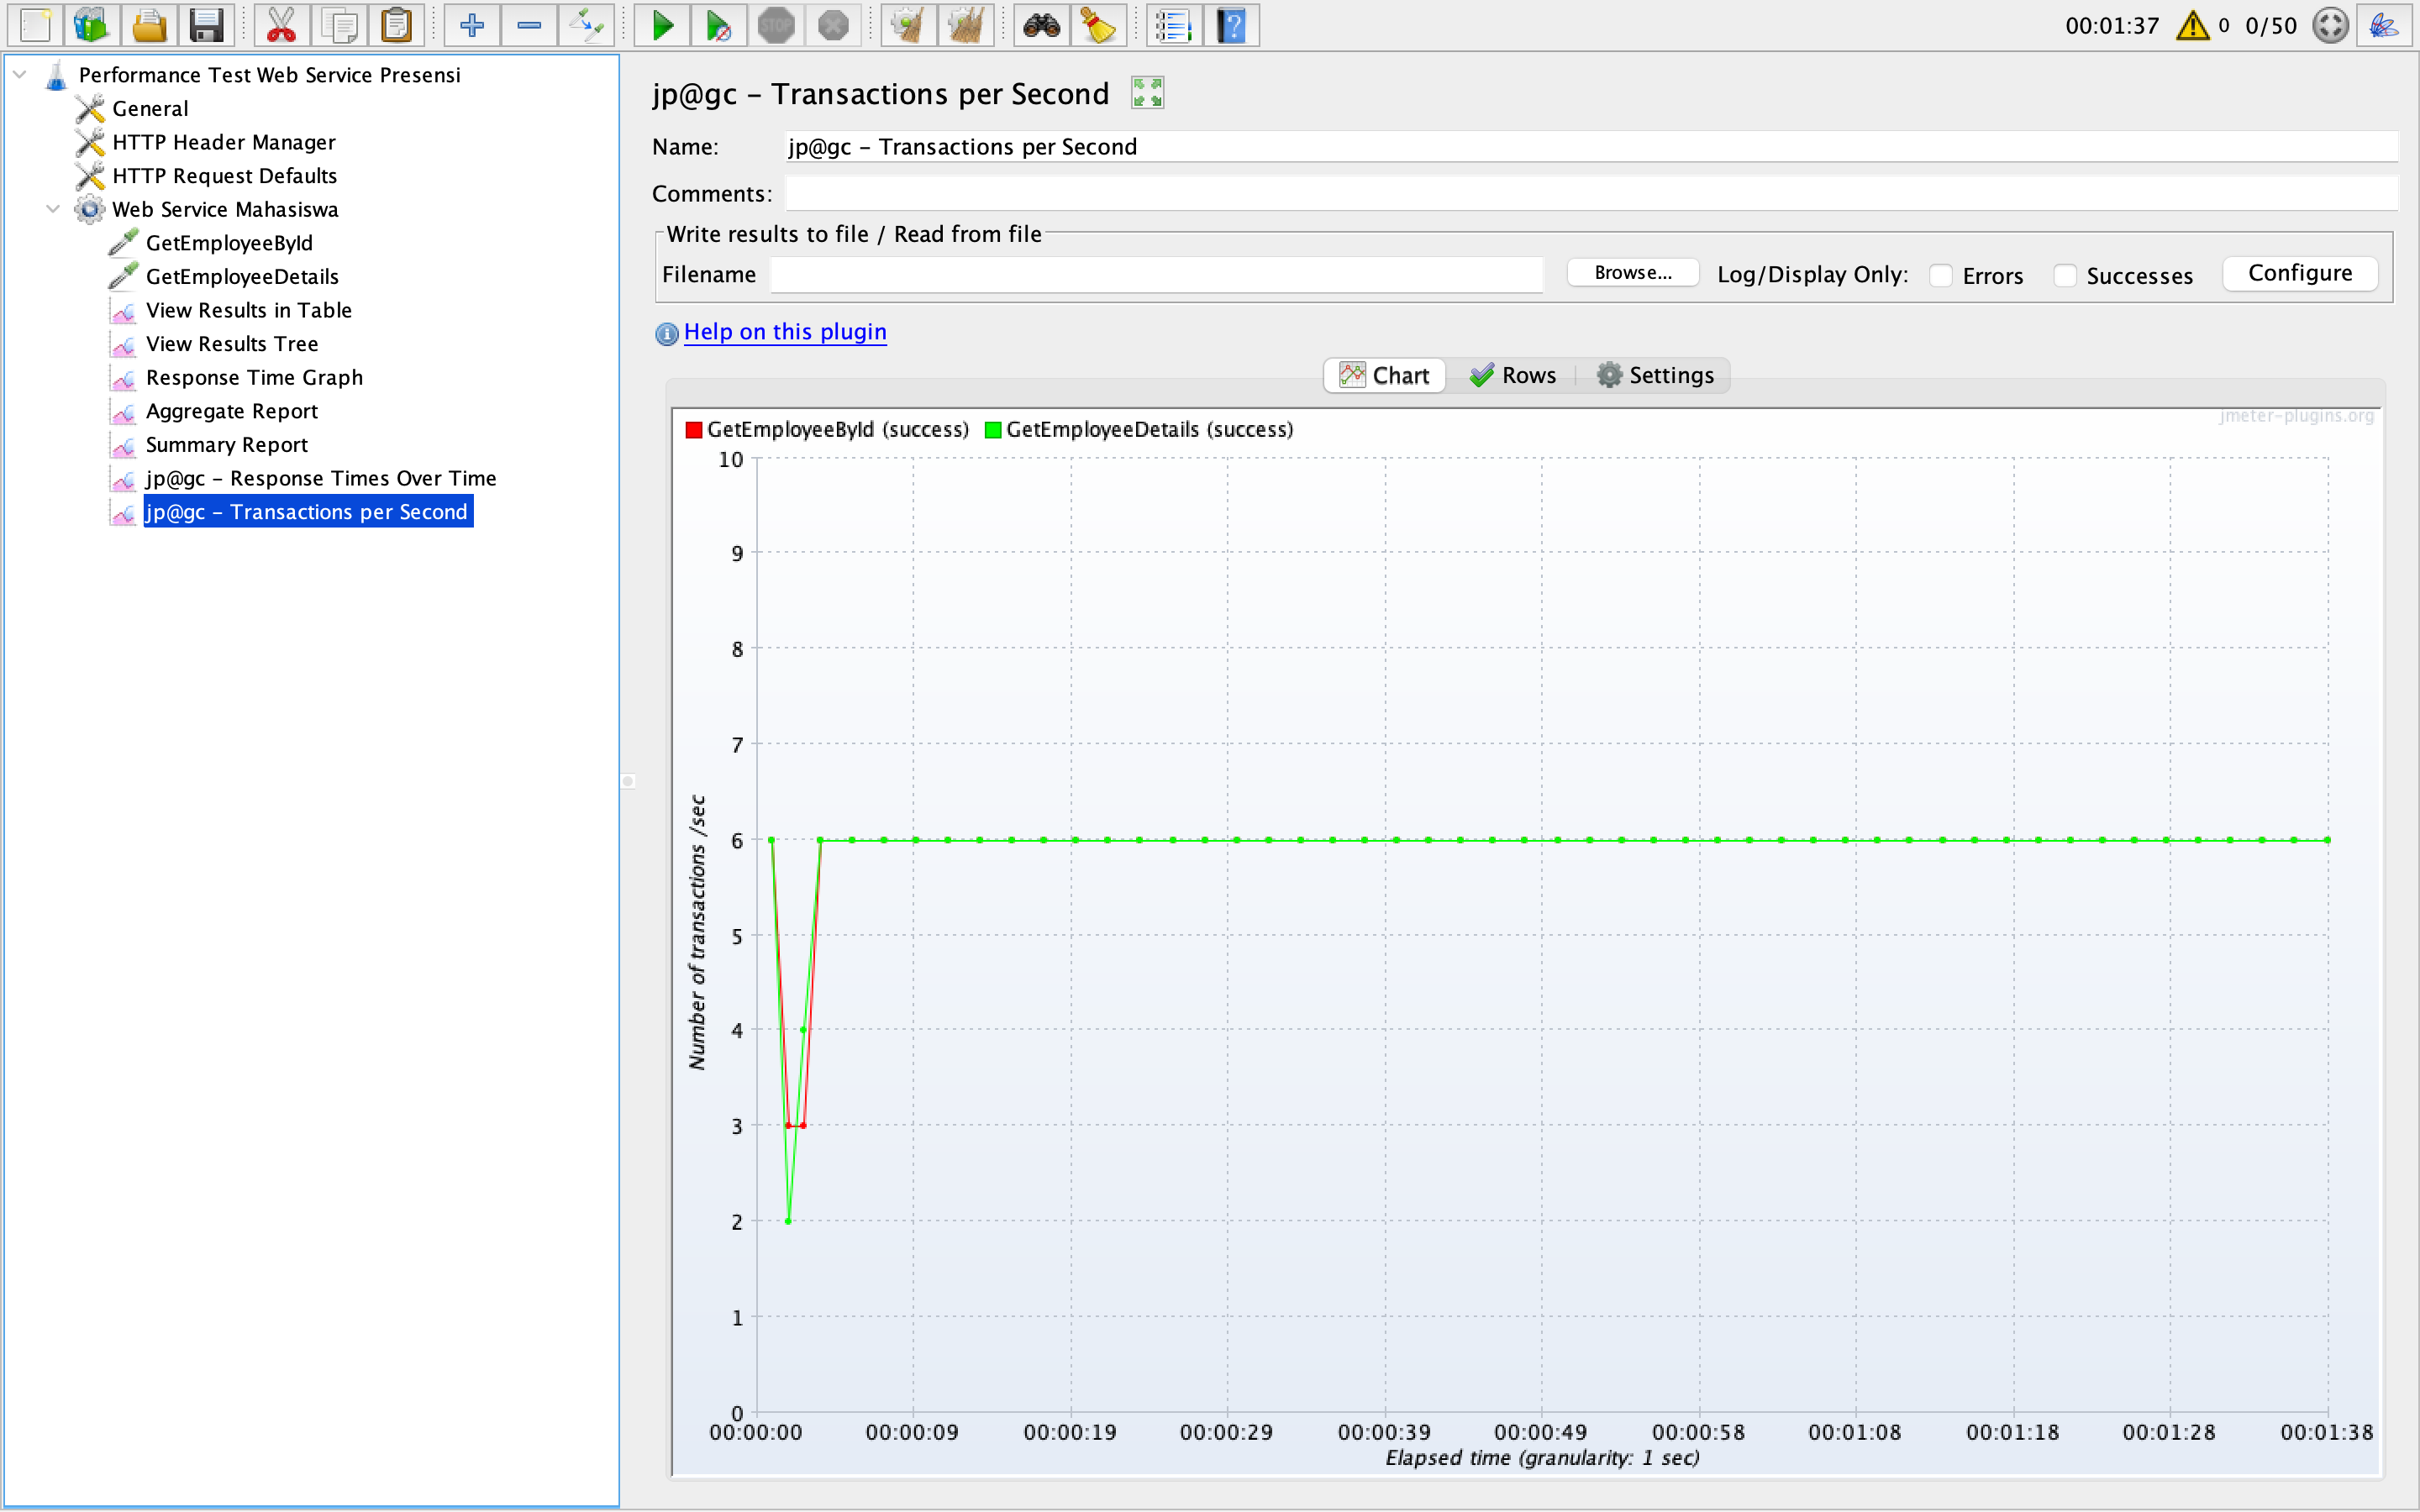 STOP
00:01:37 0 0/50
Performance Test Web Service Presensi
General
HTTP Header Manager
HTTP Request Defaults
Web Service Mahasiswa
GetEmployeeById
GetEmployeeDetails
View Results in Table
View Results Tree
Response Time Graph
Aggregate Report
Summary Report
jp@gc - Response Times Over Time
jp@gc - Transactions per Second
jp@gc - Transactions per Second
Name: jp@gc - Transactions per Second
Comments:
Write results to file / Read from file
Filename Browse... Log/Display Only: Errors Successes Configure
Help on this plugin
Chart Rows Settings
jmeter-plugins.org
GetEmployeeById (success) GetEmployeeDetails (success)
10
9
8
7
6
5
4
3
2
1
0
Number of transactions /sec
00:00:00 00:00:09 00:00:19 00:00:29 00:00:39 00:00:49 00:00:58 00:01:08 00:01:18 00:01:28 00:01:38
Elapsed time (granularity: 1 sec)